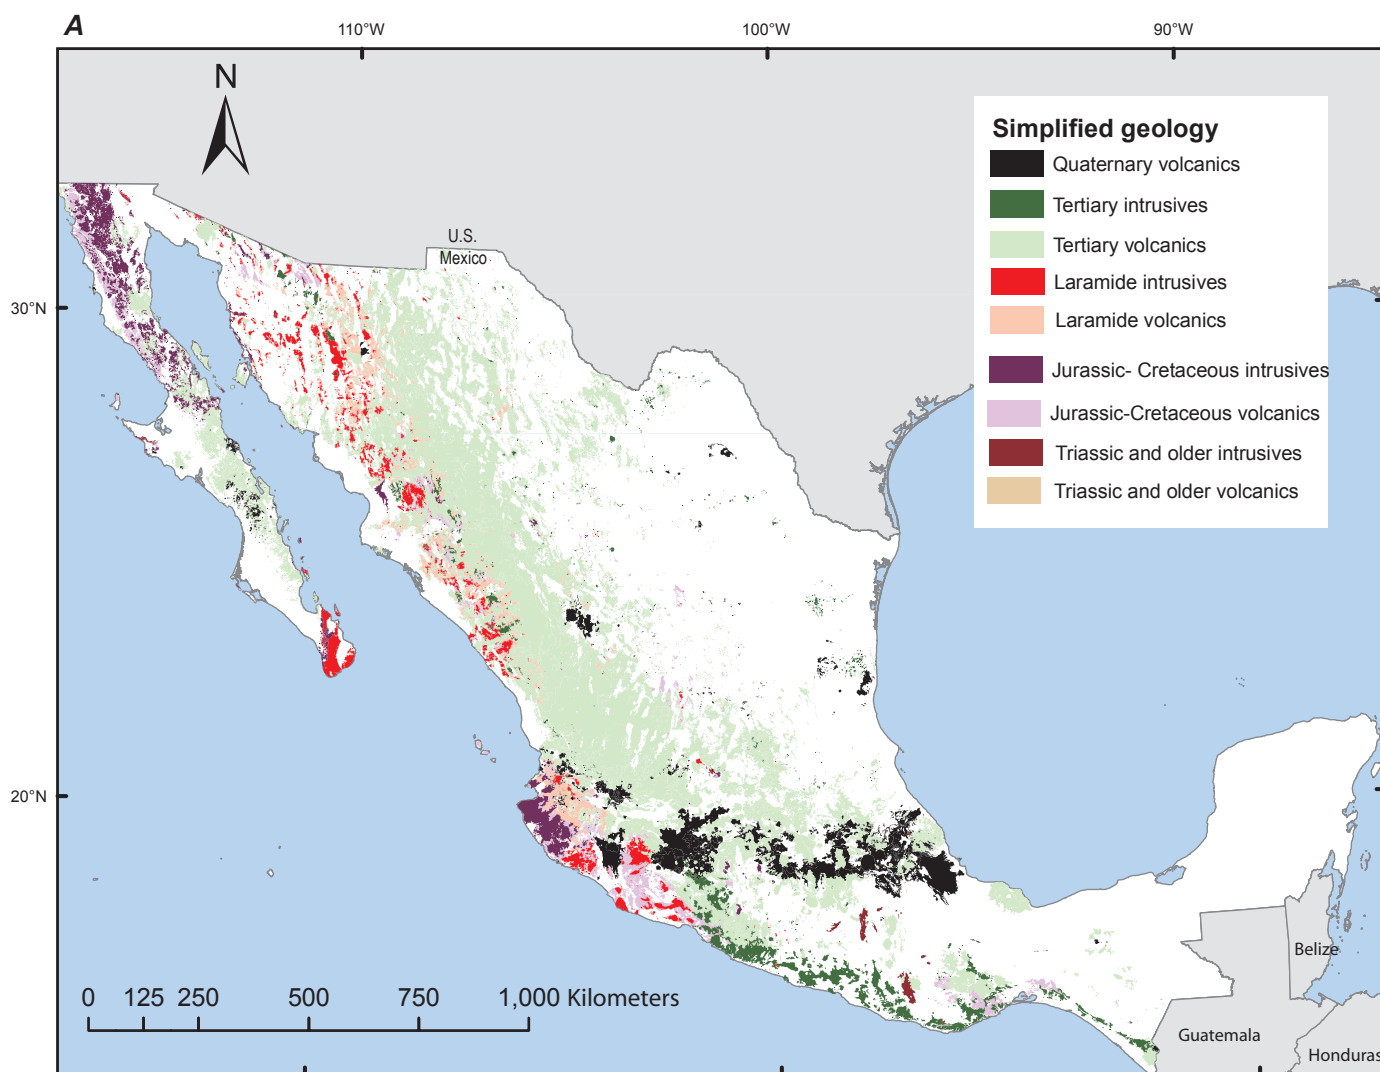 A
110°W 100°W 90°W
N
Simplified geology
Quaternary volcanics
Tertiary intrusives
Tertiary volcanics
Laramide intrusives
Laramide volcanics
Jurassic- Cretaceous intrusives
Jurassic-Cretaceous volcanics
Triassic and older intrusives
Triassic and older volcanics
U.S.
Mexico
30°N
20°N
Belize
Guatemala
Honduras
0 125 250 500 750 1,000 Kilometers